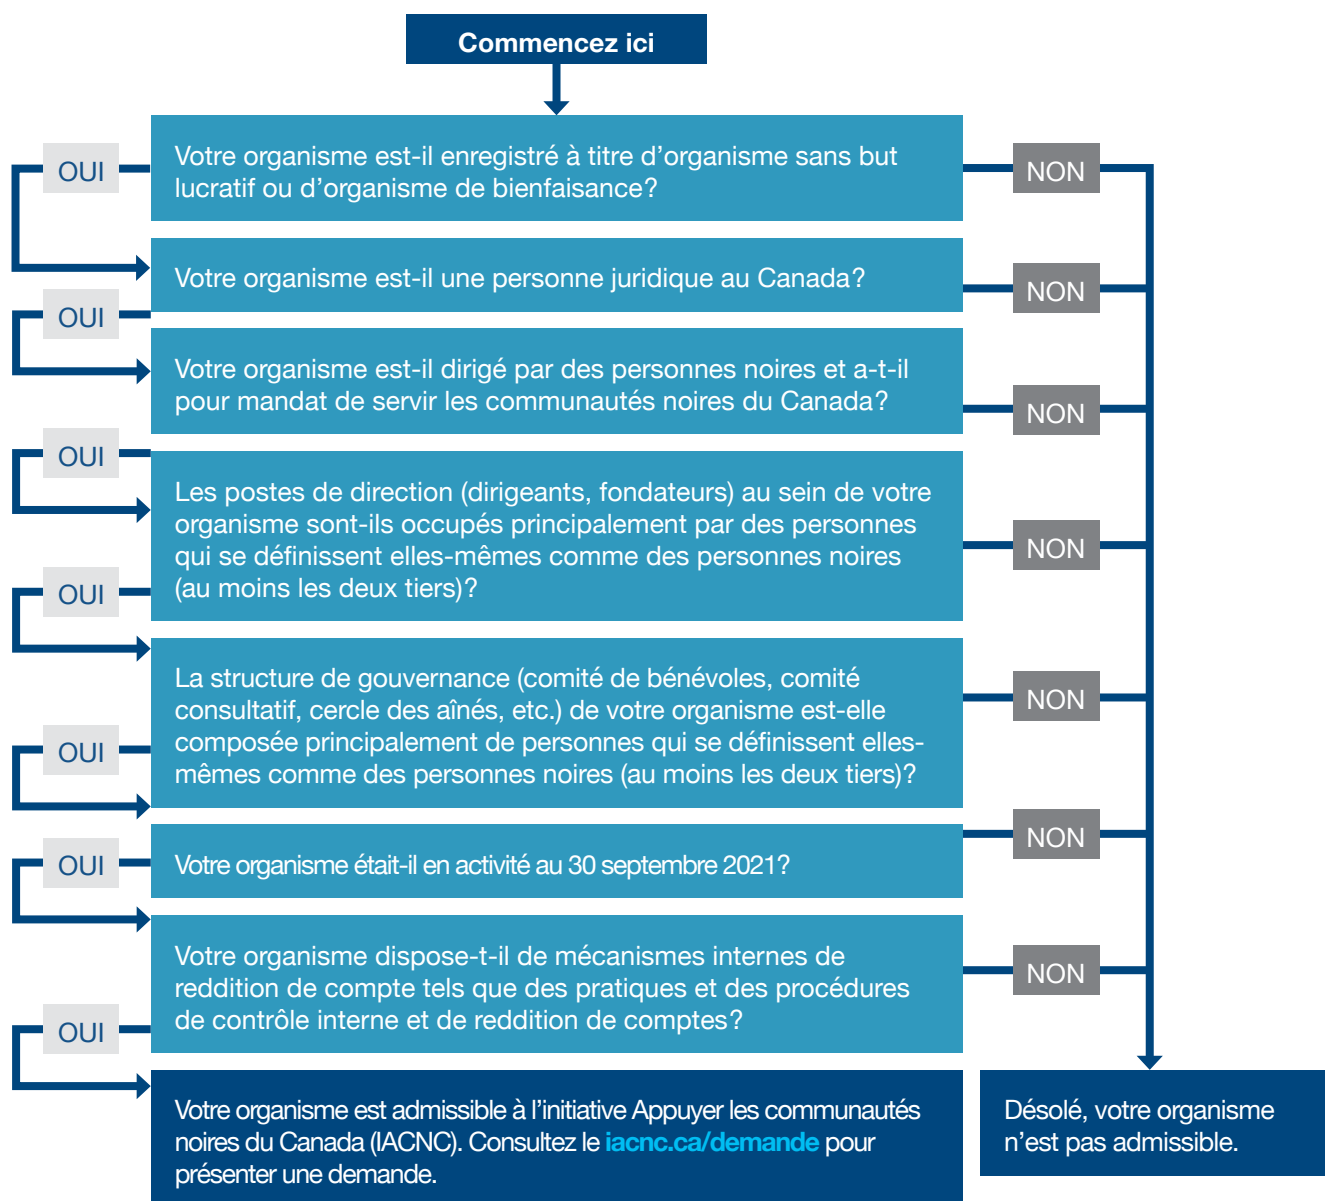 Commencez ici
Votre organisme est-il enregistré à titre d’organisme sans but
lucratif ou d’organisme de bienfaisance?
OUI
NON
Votre organisme est-il une personne juridique au Canada?
OUI
NON
Votre organisme est-il dirigé par des personnes noires et a-t-il
pour mandat de servir les communautés noires du Canada?
OUI
NON
Les postes de direction (dirigeants, fondateurs) au sein de votre
organisme sont-ils occupés principalement par des personnes
qui se définissent elles-mêmes comme des personnes noires
(au moins les deux tiers)?
OUI
NON
La structure de gouvernance (comité de bénévoles, comité
consultatif, cercle des aînés, etc.) de votre organisme est-elle
composée principalement de personnes qui se définissent elles-
mêmes comme des personnes noires (au moins les deux tiers)?
OUI
NON
Votre organisme était-il en activité au 30 septembre 2021?
OUI
NON
Votre organisme dispose-t-il de mécanismes internes de
reddition de compte tels que des pratiques et des procédures
de contrôle interne et de reddition de comptes?
OUI
NON
Votre organisme est admissible à l’initiative Appuyer les communautés
noires du Canada (IACNC). Consultez le iacnc.ca/demande pour
présenter une demande.
Désolé, votre organisme
n’est pas admissible.